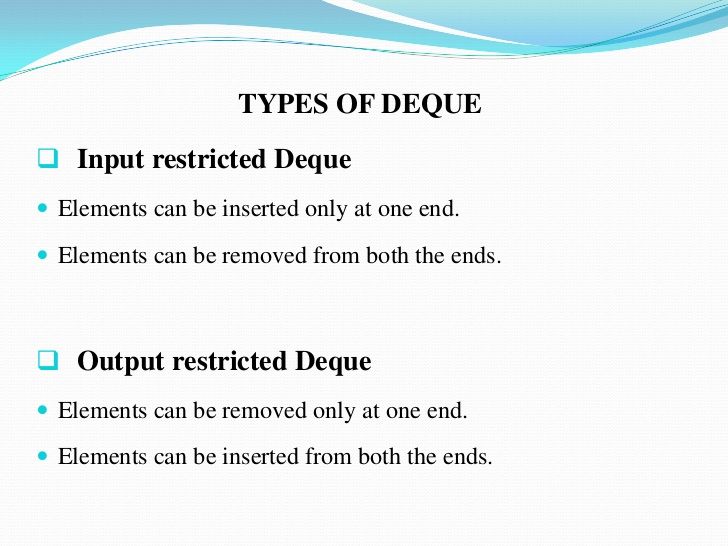 TYPES OF DEQUE
Input restricted Deque
Elements can be inserted only at one end.
Elements can be removed from both the ends.
Output restricted Deque
Elements can be removed only at one end.
Elements can be inserted from both the ends.